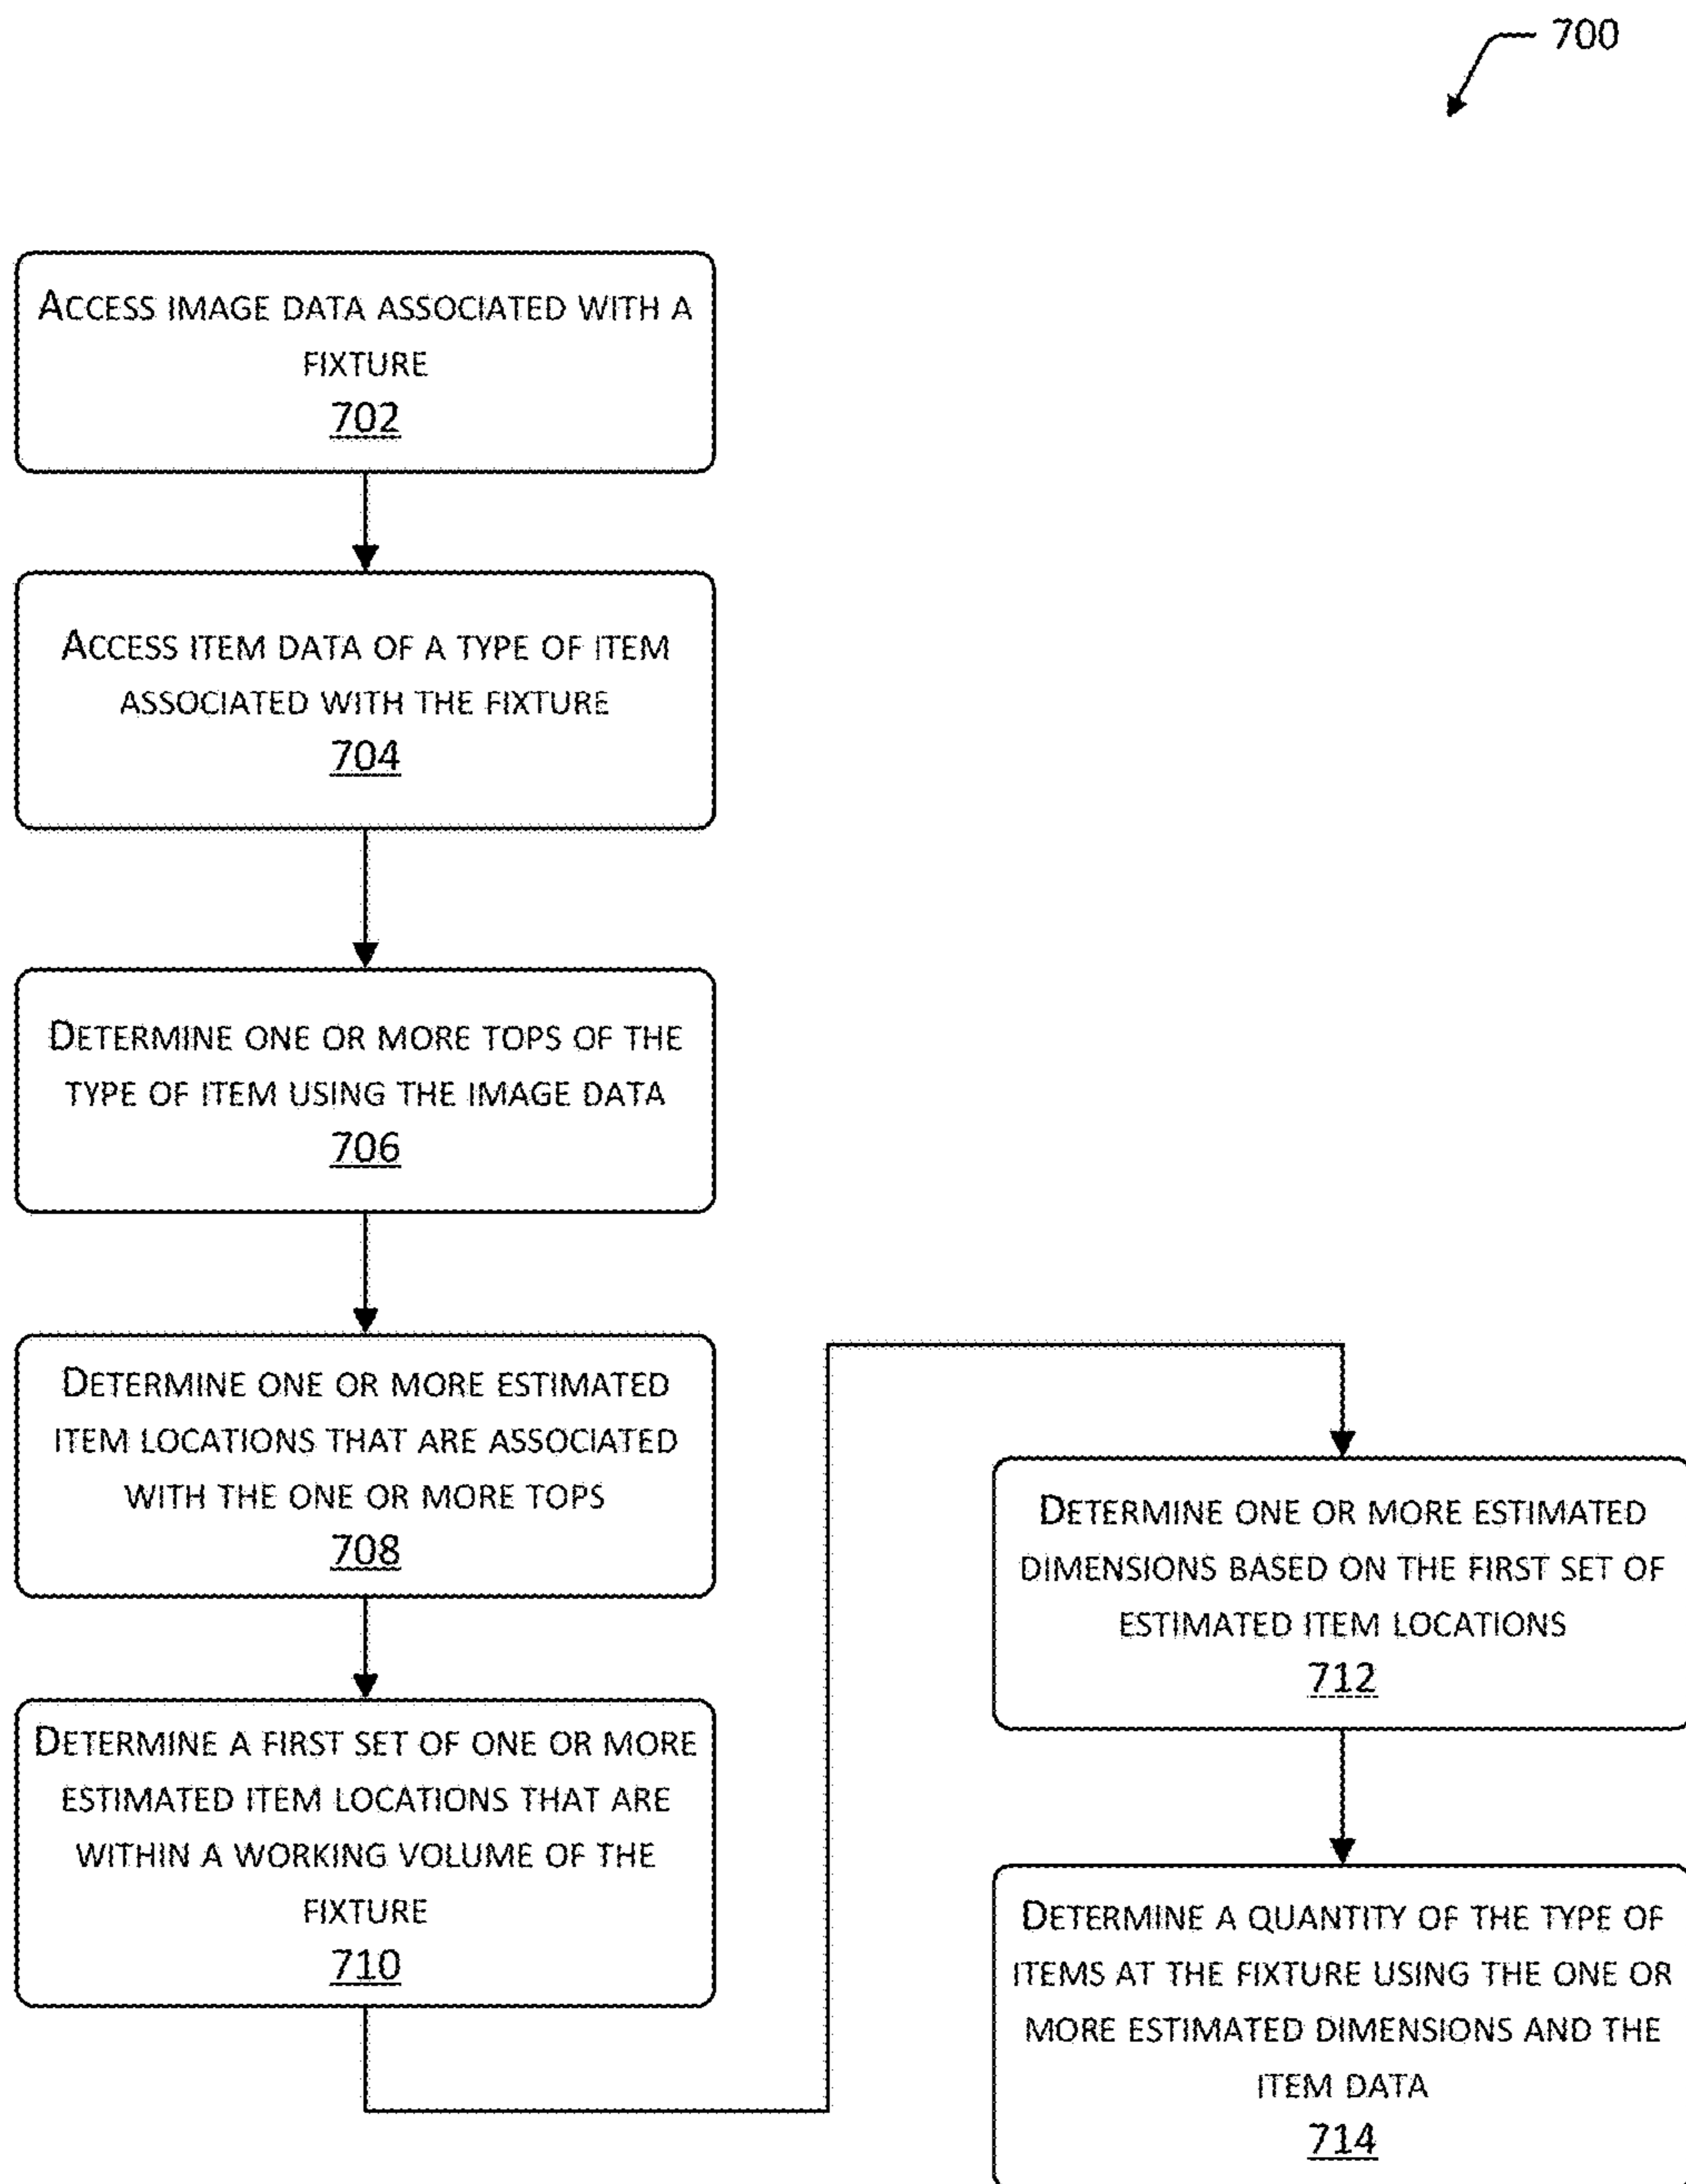 700
ACCESS IMAGE DATA ASSOCIATED WITH A
FIXTURE
702
ACCESS ITEM DATA OF A TYPE OF ITEM
ASSOCIATED WITH THE FIXTURE
704
DETERMINE ONE OR MORE TOPS OF THE
TYPE OF ITEM USING THE IMAGE DATA
706
DETERMINE ONE OR MORE ESTIMATED
ITEM LOCATIONS THAT ARE ASSOCIATED
WITH THE ONE OR MORE TOPS
708
DETERMINE A FIRST SET OF ONE OR MORE
ESTIMATED ITEM LOCATIONS THAT ARE
WITHIN A WORKING VOLUME OF THE
FIXTURE
710
DETERMINE ONE OR MORE ESTIMATED
DIMENSIONS BASED ON THE FIRST SET OF
ESTIMATED ITEM LOCATIONS
712
DETERMINE A QUANTITY OF THE TYPE OF
ITEMS AT THE FIXTURE USING THE ONE OR
MORE ESTIMATED DIMENSIONS AND THE
ITEM DATA
714